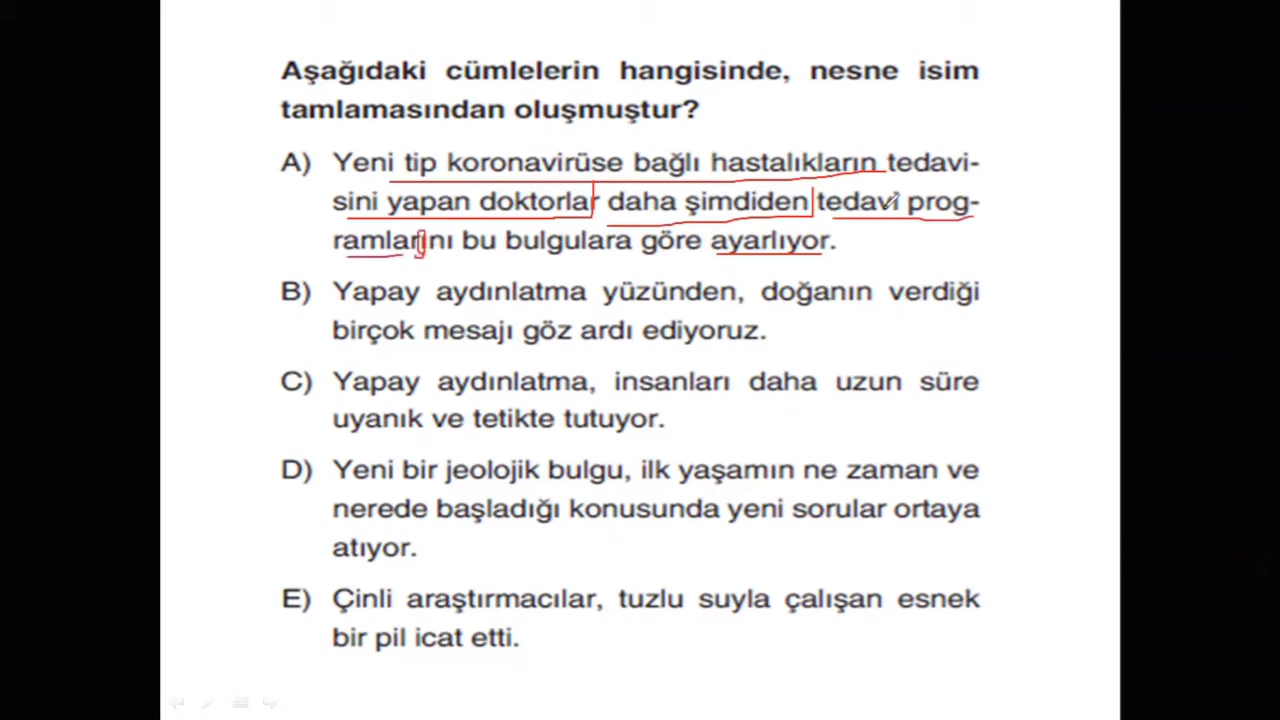 Aşağıdaki cümlelerin hangisinde, nesne isim
tamlamasından oluşmuştur?
A) Yeni tip koronavirüse bağlı hastalıkların tedavi-
sini yapan doktorlar daha şimdiden tedavi prog-
ramlarını bu bulgulara göre ayarlıyor.
B) Yapay aydınlatma yüzünden, doğanın verdiği
birçok mesajı göz ardı ediyoruz.
C) Yapay aydınlatma, insanları daha uzun süre
uyanık ve tetikte tutuyor.
D) Yeni bir jeolojik bulgu, ilk yaşamın ne zaman ve
nerede başladığı konusunda yeni sorular ortaya
atıyor.
E) Çinli araştırmacılar, tuzlu suyla çalışan esnek
bir pil icat etti.